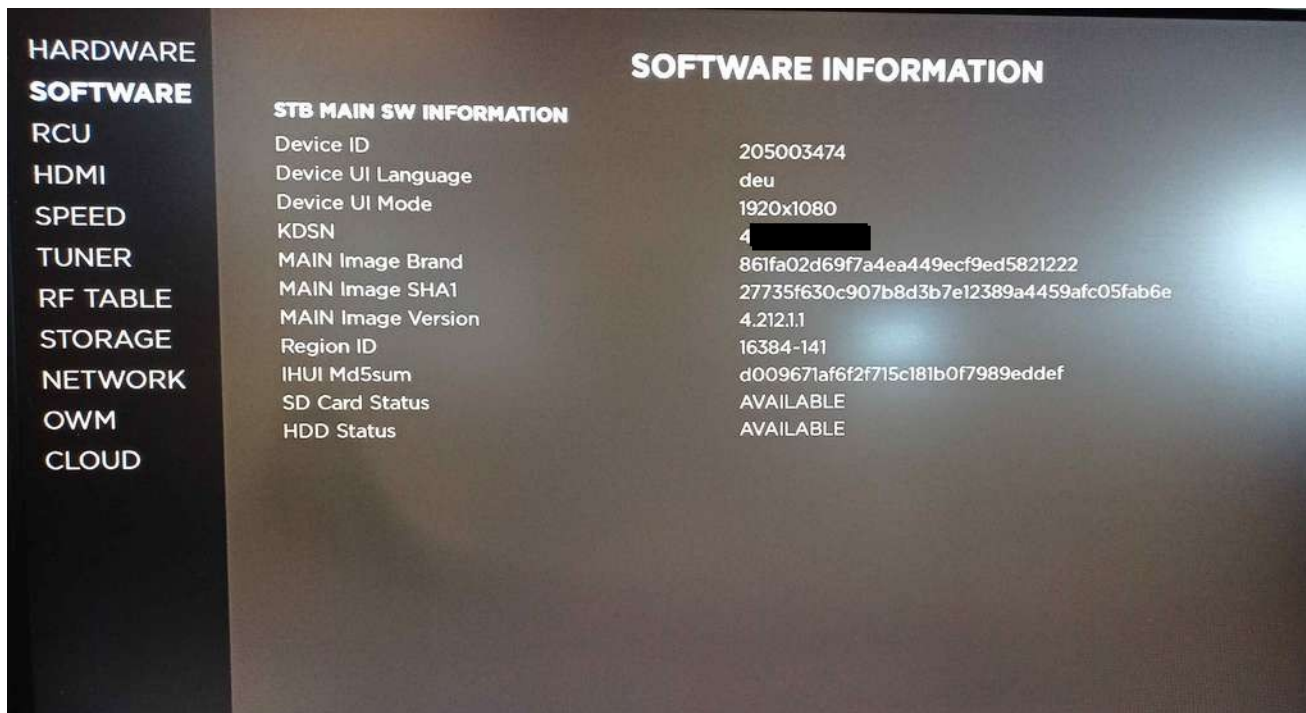 HARDWARE
SOFTWARE
RCU
HDMI
SPEED
TUNER
RF TABLE
STORAGE
NETWORK
OWM
CLOUD
SOFTWARE INFORMATION
STB MAIN SW INFORMATION
Device ID 205003474
Device UI Language deu
Device UI Mode 1920x1080
KDSN 4
MAIN Image Brand 861fa02d69f7a4ea449ecf9ed5821222
MAIN Image SHA1 27735f630c907b8d3b7e12389a4459afc05fab6e
MAIN Image Version 4.212.1.1
Region ID 16384-141
IHUI Md5sum d009671af6f2f715c181b0f7989eddef
SD Card Status AVAILABLE
HDD Status AVAILABLE